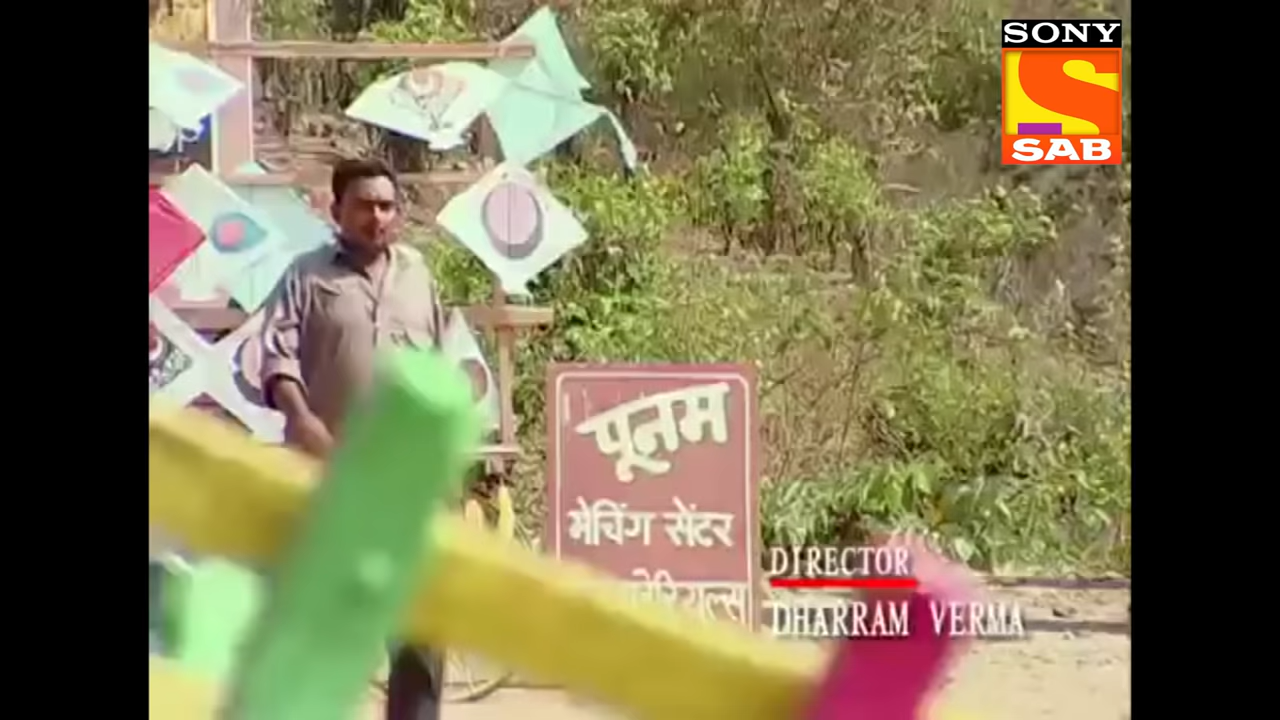 SONY
SAB
पूनम
मेचिंग सेंटर
DIRECTOR
DHARRAM VERMA